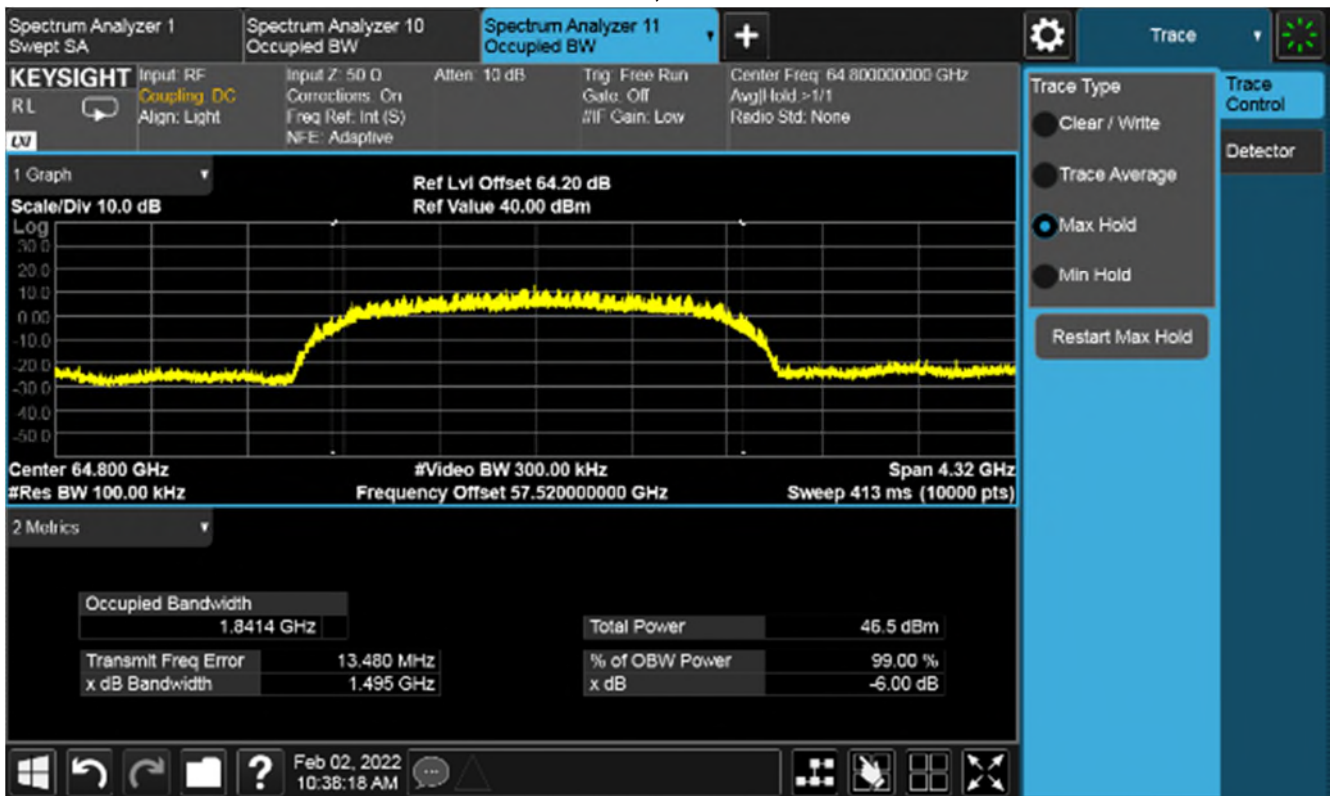 Spectrum Analyzer 1
Swept SA
Spectrum Analyzer 10
Occupied BW
Spectrum Analyzer 11
Occupied BW
Trace
KEYSIGHT
RL
LXI
Input: RF
Coupling: DC
Align: Light
Input Z: 50 Ω
Corrections: On
Freq Ref: Int (S)
NFE: Adaptive
Atten: 10 dB
Trig: Free Run
Gate: Off
#IF Gain: Low
Center Freq: 64.800000000 GHz
Avg|Hold >1/1
Radio Std: None
Trace Type
Clear / Write
Trace Average
Max Hold
Min Hold
Restart Max Hold
Trace
Control
Detector
1 Graph
Scale/Div 10.0 dB
Ref Lvl Offset 64.20 dB
Ref Value 40.00 dBm
Log
30.0
20.0
10.0
0.00
-10.0
-20.0
-30.0
-40.0
-50.0
Center 64.800 GHz
#Video BW 300.00 kHz
Span 4.32 GHz
#Res BW 100.00 kHz
Frequency Offset 57.520000000 GHz
Sweep 413 ms (10000 pts)
2 Metrics
Occupied Bandwidth
1.8414 GHz
Total Power 46.5 dBm
Transmit Freq Error 13.480 MHz
% of OBW Power 99.00 %
x dB Bandwidth 1.495 GHz
x dB -6.00 dB
?
Feb 02, 2022
10:38:18 AM